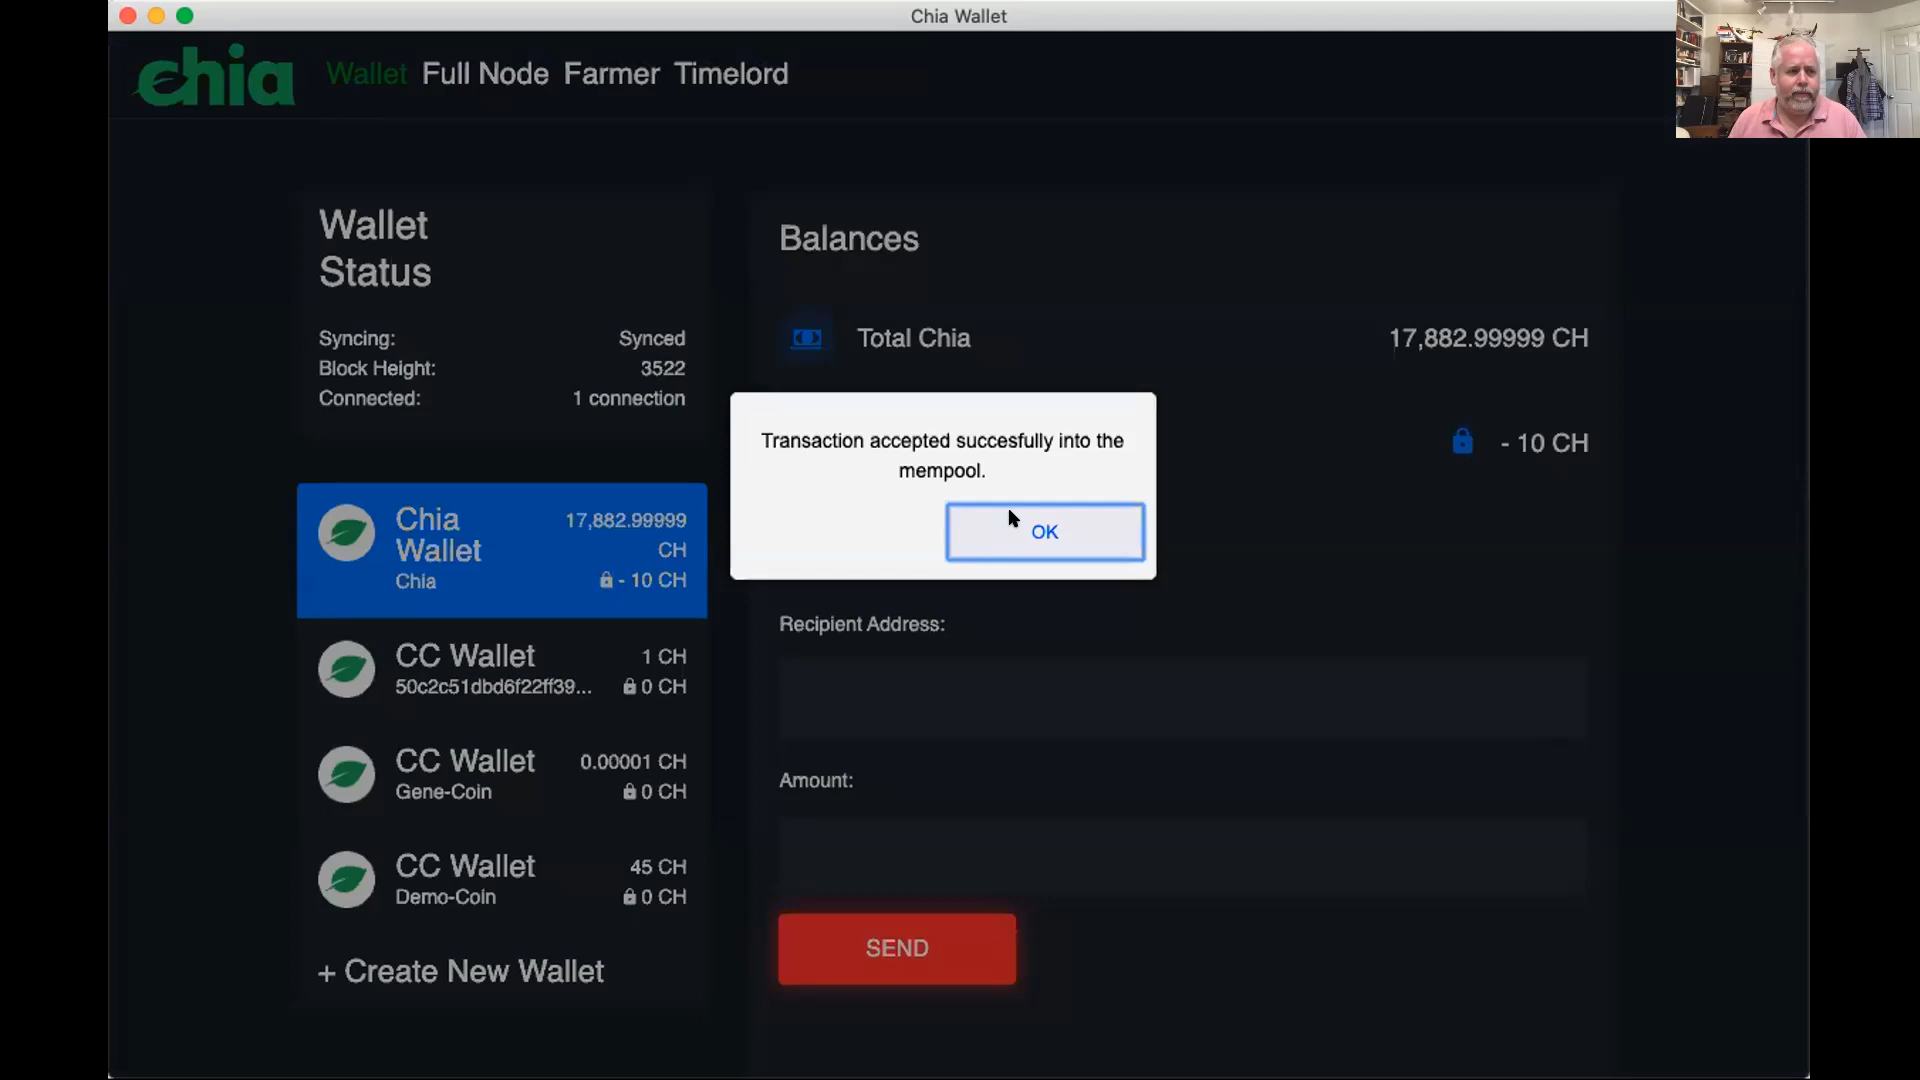 Chia Wallet
chia
Wallet Full Node Farmer Timelord
Wallet
Status
Syncing: Synced
Block Height: 3522
Connected: 1 connection
Chia
Wallet
17,882.99999
CH
Chia
- 10 CH
CC Wallet 1 CH
50c2c51dbd6f22ff39... 0 CH
CC Wallet 0.00001 CH
Gene-Coin 0 CH
CC Wallet 45 CH
Demo-Coin 0 CH
+ Create New Wallet
Balances
Total Chia 17,882.99999 CH
- 10 CH
Transaction accepted succesfully into the
mempool.
OK
Recipient Address:
Amount:
SEND